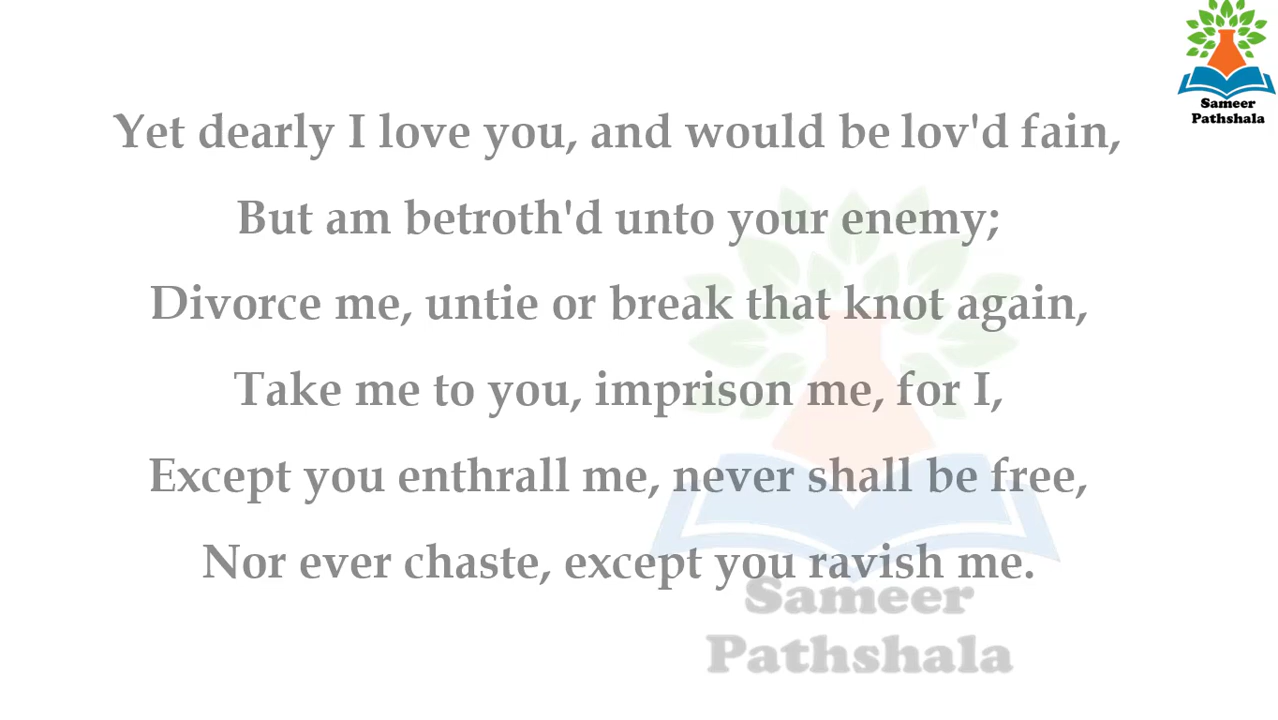 Sameer
Pathshala
Yet dearly I love you, and would be lov'd fain,
But am betroth'd unto your enemy;
Divorce me, untie or break that knot again,
Take me to you, imprison me, for I,
Except you enthrall me, never shall be free,
Nor ever chaste, except you ravish me.
Sameer
Pathshala